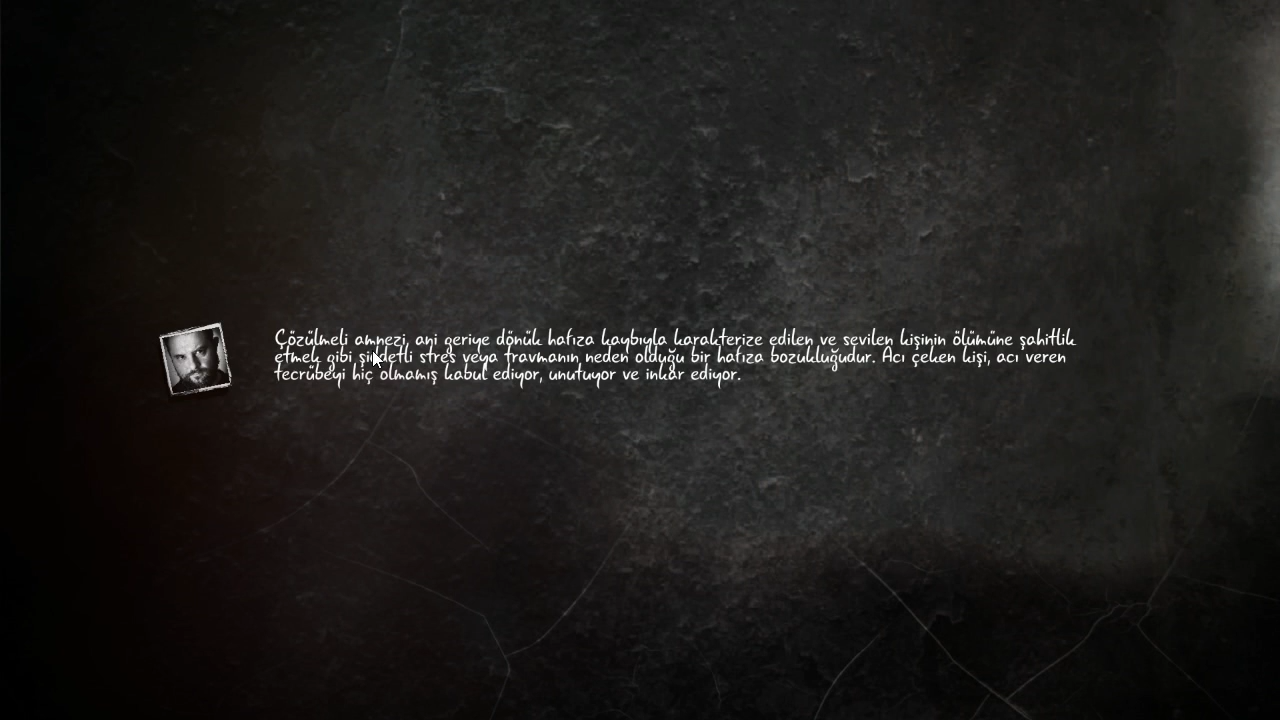 Çözülmeli amnezi, ani geriye dönük hafıza kaybıyla karakterize edilen ve sevilen kişinin ölümüne şahitlik
etmek gibi şiddetli stres veya travmanın neden olduğu bir hafıza bozukluğudur. Acı çeken kişi, acı veren
tecrübeyi hiç olmamış kabul ediyor, unutuyor ve inkar ediyor.